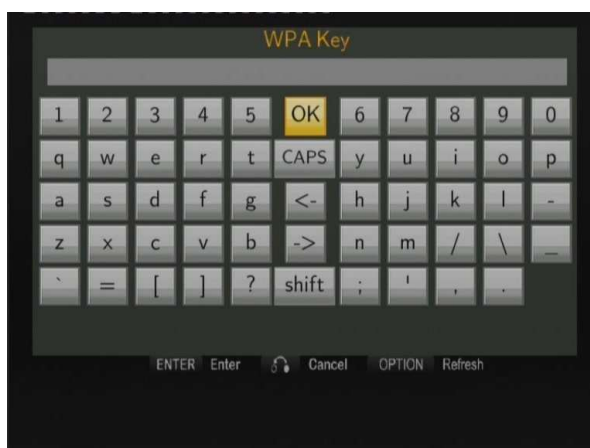 WPA Key
1 2 3 4 5 OK 6 7 8 9 0
q w e r t CAPS y u i o p
a s d f g <- h j k l -
z x c v b -> n m / \ _
` = [ ] ? shift ; ' , .
ENTER Enter Cancel OPTION Refresh